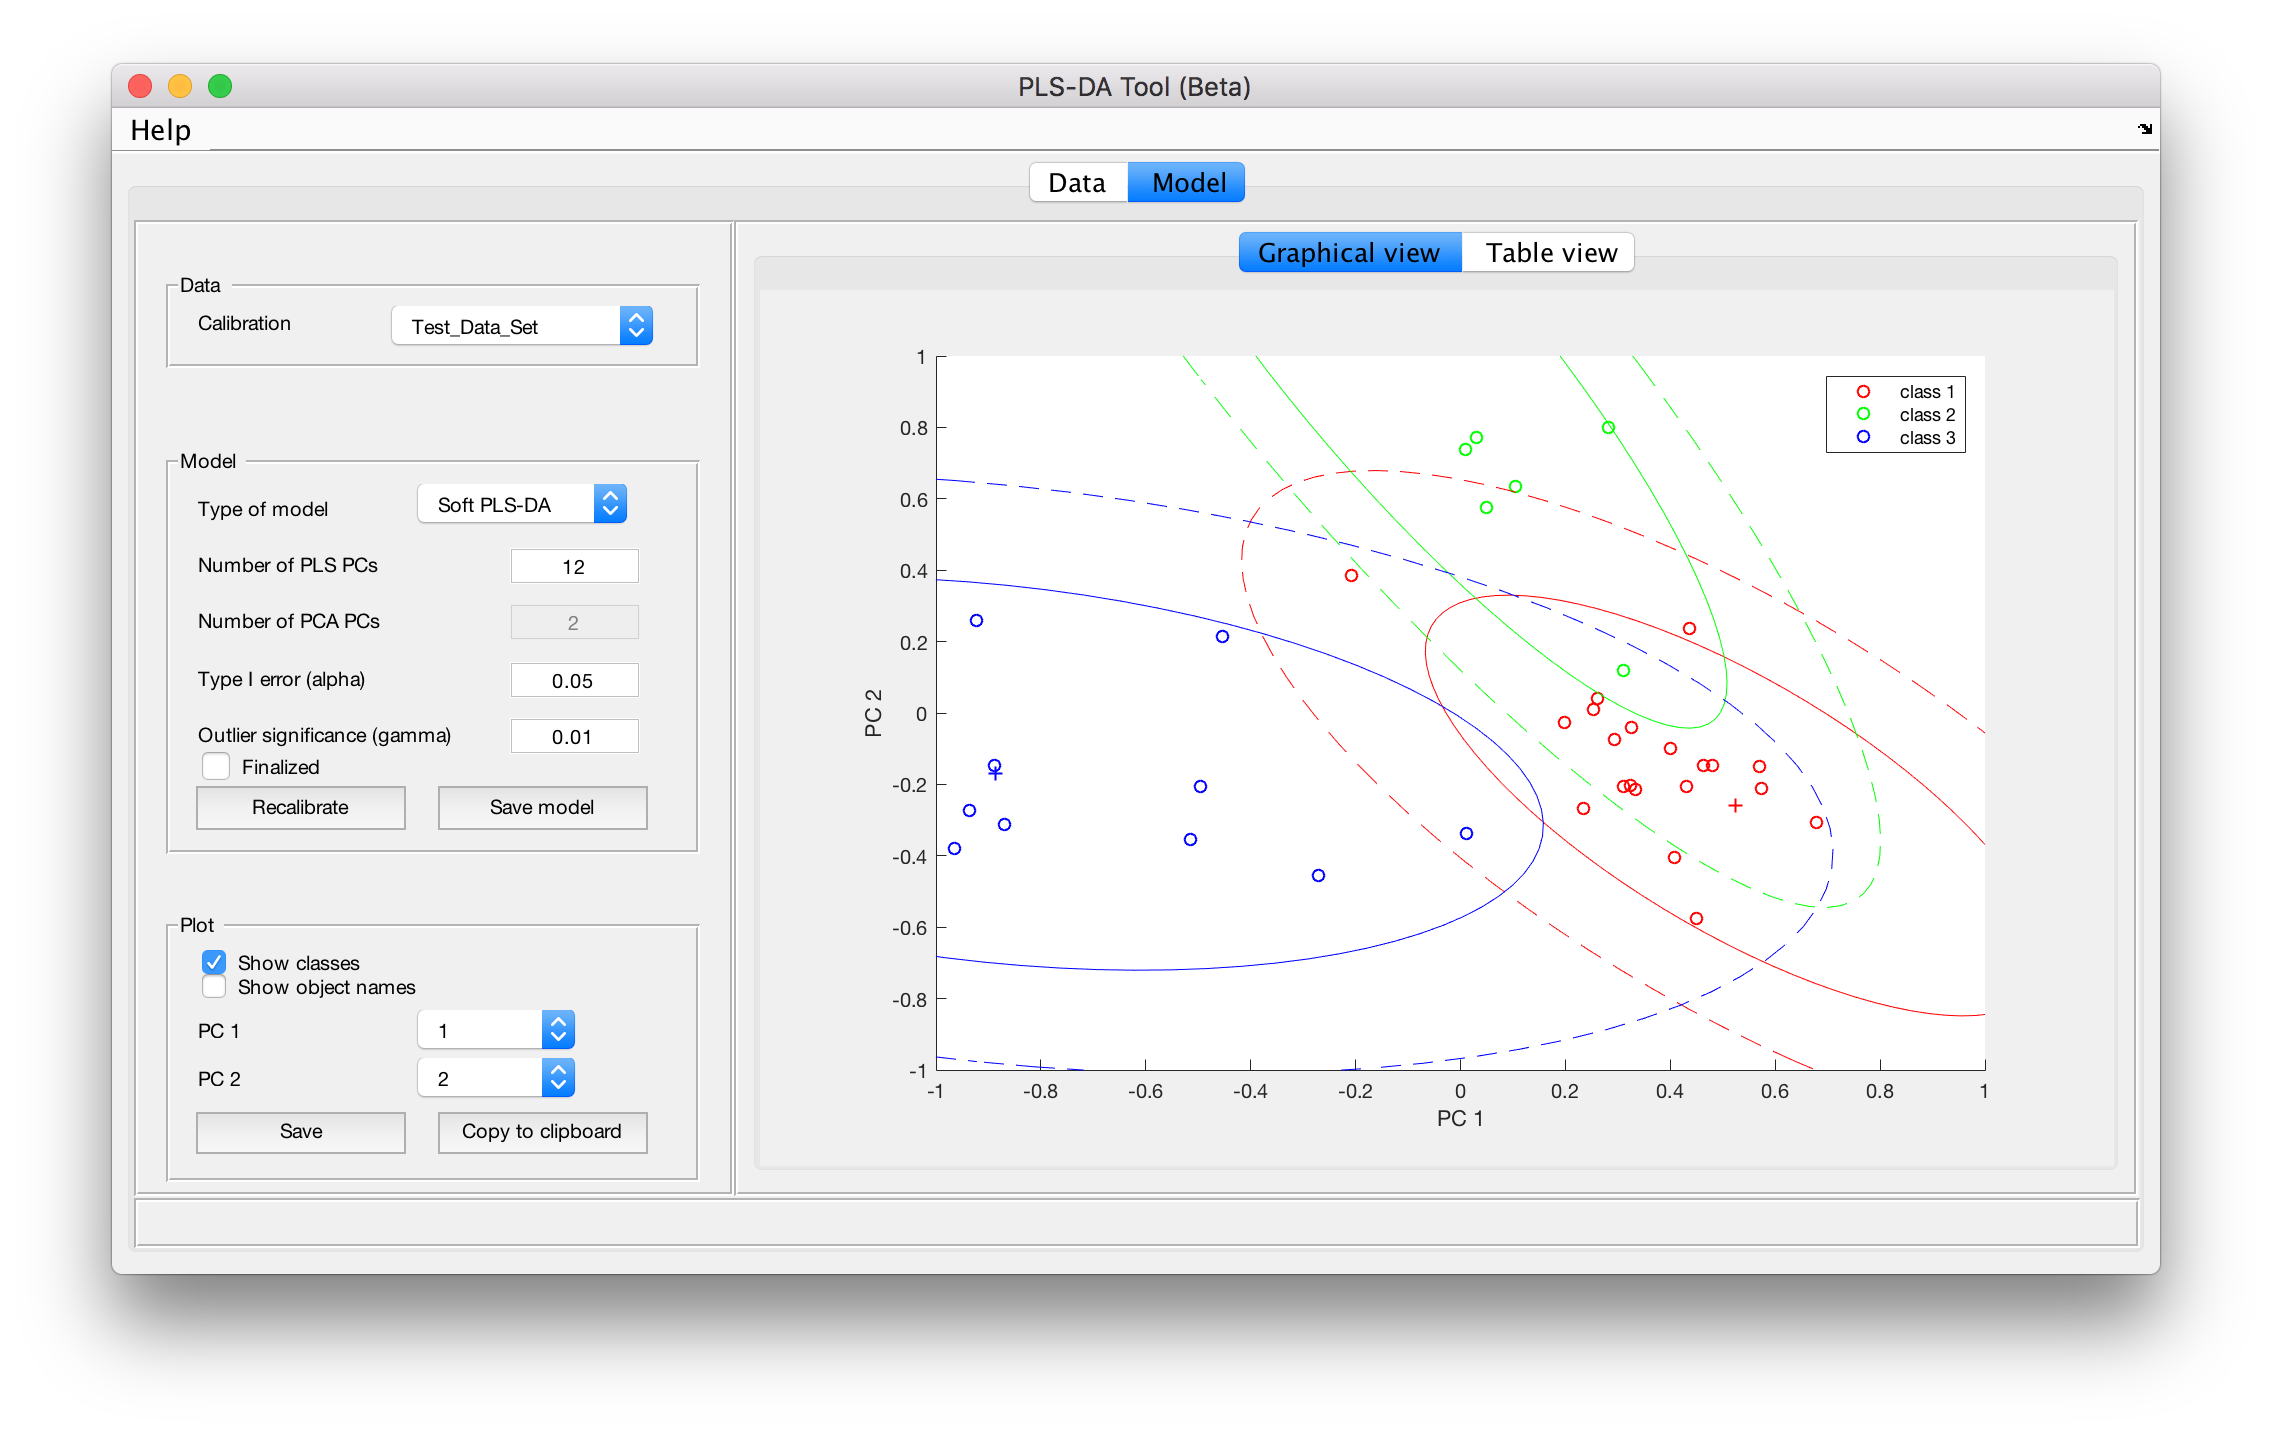 PLS-DA Tool (Beta)
Help
Data Model
Data
Calibration Test_Data_Set
Model
Type of model Soft PLS-DA
Number of PLS PCs 12
Number of PCA PCs 2
Type I error (alpha) 0.05
Outlier significance (gamma) 0.01
Finalized
Recalibrate Save model
Plot
Show classes
Show object names
PC 1 1
PC 2 2
Save Copy to clipboard
Graphical view Table view
1
0.8
0.6
0.4
0.2
0
-0.2
-0.4
-0.6
-0.8
-1
PC 2
class 1
class 2
class 3
-1 -0.8 -0.6 -0.4 -0.2 0 0.2 0.4 0.6 0.8 1
PC 1